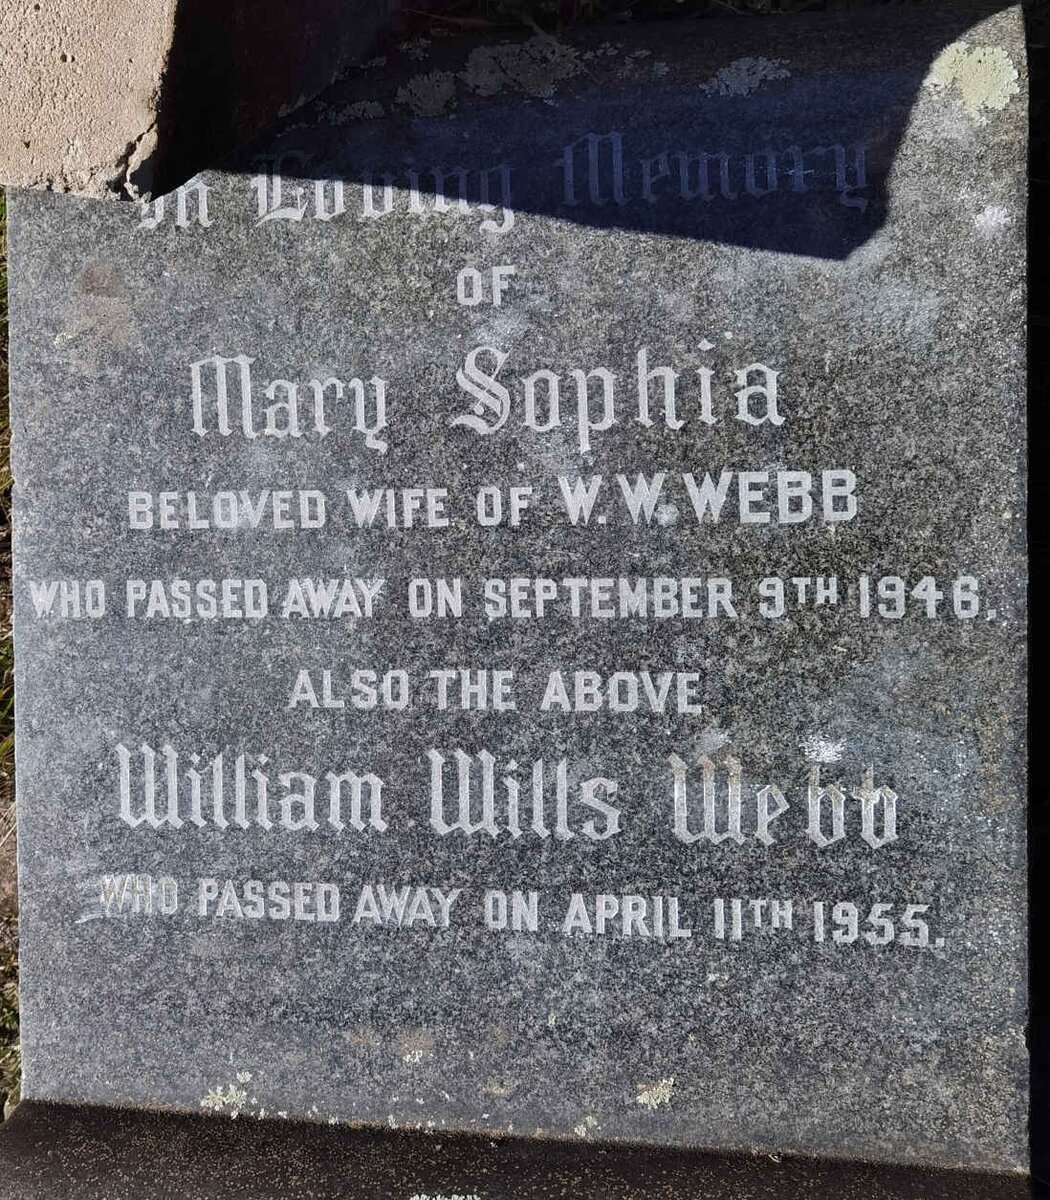 In Loving Memory
OF
Mary Sophia
BELOVED WIFE OF W. W. WEBB
WHO PASSED AWAY ON SEPTEMBER 9TH 1946.
ALSO THE ABOVE
William Wills Webb
WHO PASSED AWAY ON APRIL 11TH 1955.